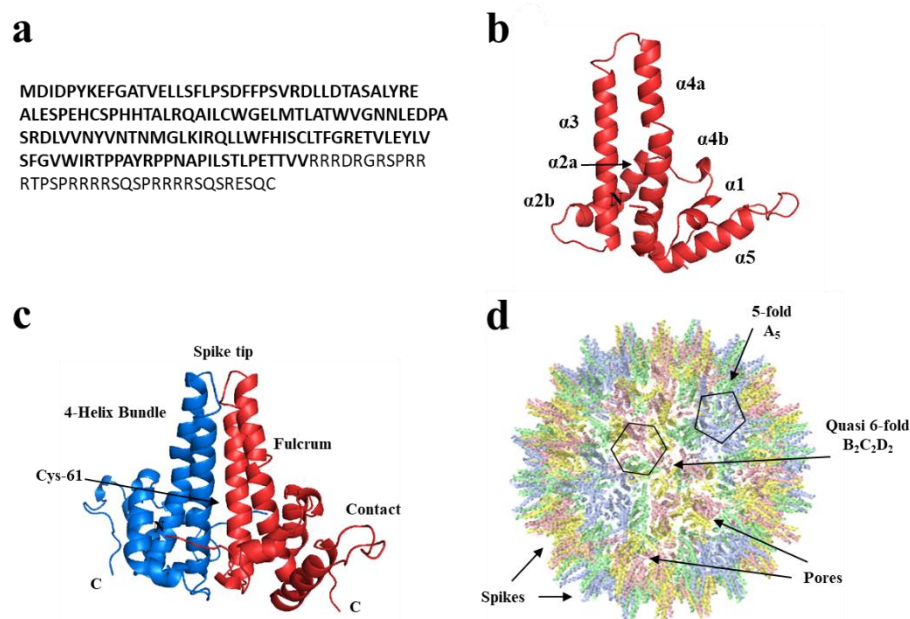 a
MDIDPYKEFGATVELLSFLPSDFFPSVRDLLDTASALYRE
ALESPEHCSPHHTALRQAILCWGELMTLATWVGNNLEDPA
SRDLVVNYVNTNMGLKIRQLLWFHISCLTFGRETVLEYLV
SFGVWIRTPPAYRPPNAPILSTLPETTVVRRRDRGRSPRR
RTPSPRRRRSQSPRRRRSQSRESQC
b
α4a
α3
α4b
α2a
α1
α2b
N
α5
c
Spike tip
4-Helix Bundle
Fulcrum
Cys-61
Contact
C
C
d
5-fold
A5
Quasi 6-fold
B2C2D2
Pores
Spikes